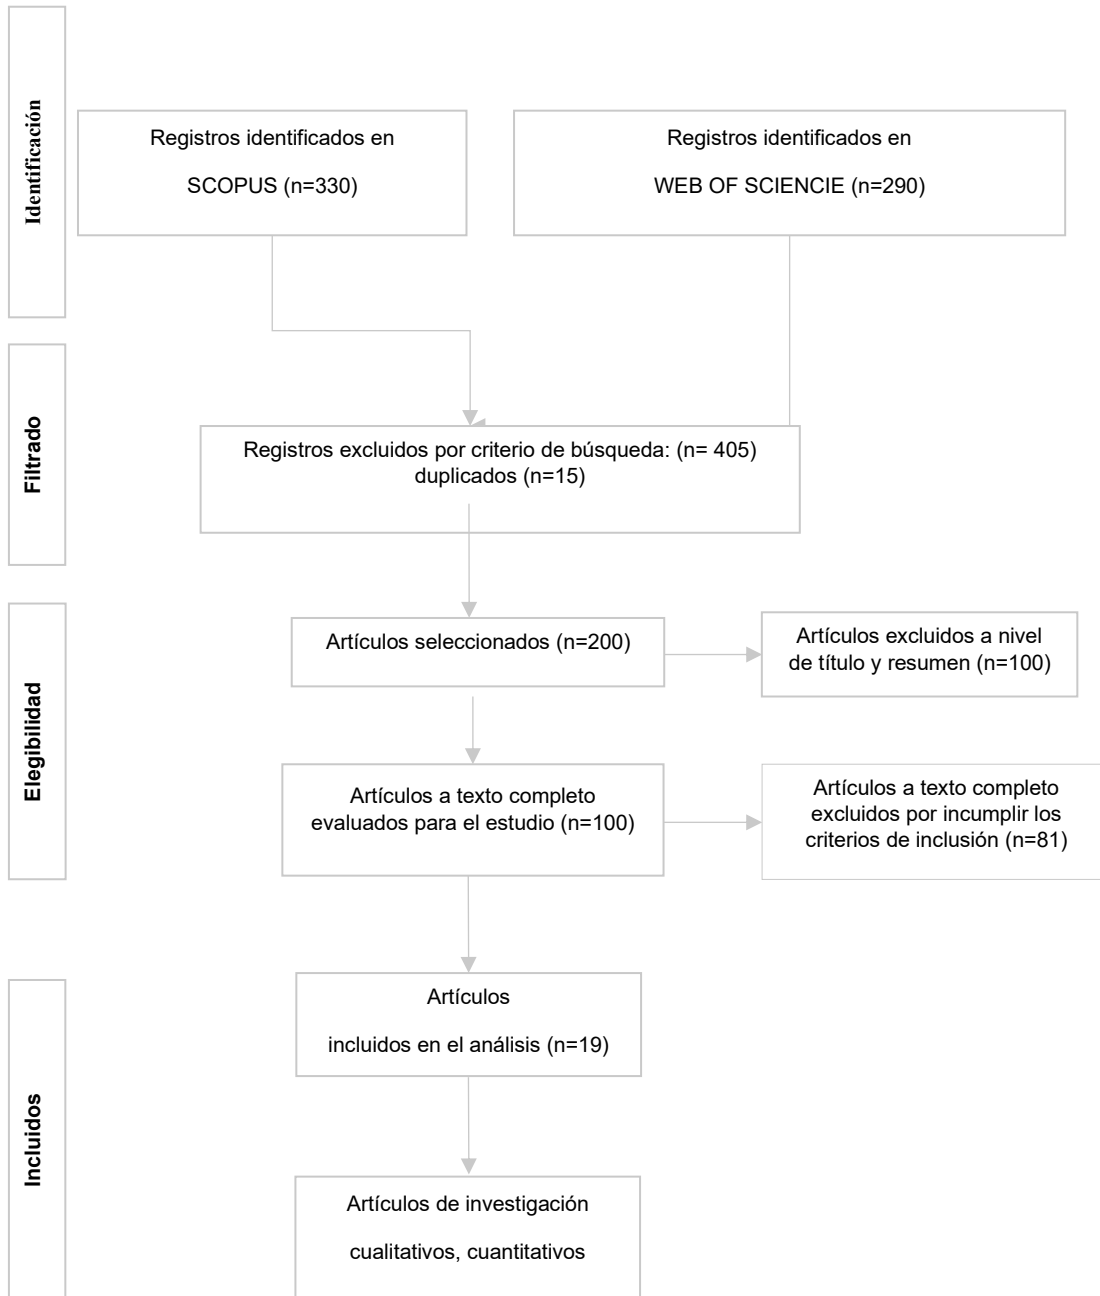 Identificación
Registros identificados en
SCOPUS (n=330)
Registros identificados en
WEB OF SCIENCIE (n=290)
Filtrado
Registros excluidos por criterio de búsqueda: (n= 405)
duplicados (n=15)
Elegibilidad
Artículos seleccionados (n=200)
Artículos excluidos a nivel
de título y resumen (n=100)
Artículos a texto completo
evaluados para el estudio (n=100)
Artículos a texto completo
excluidos por incumplir los
criterios de inclusión (n=81)
Incluidos
Artículos
incluidos en el análisis (n=19)
Artículos de investigación
cualitativos, cuantitativos